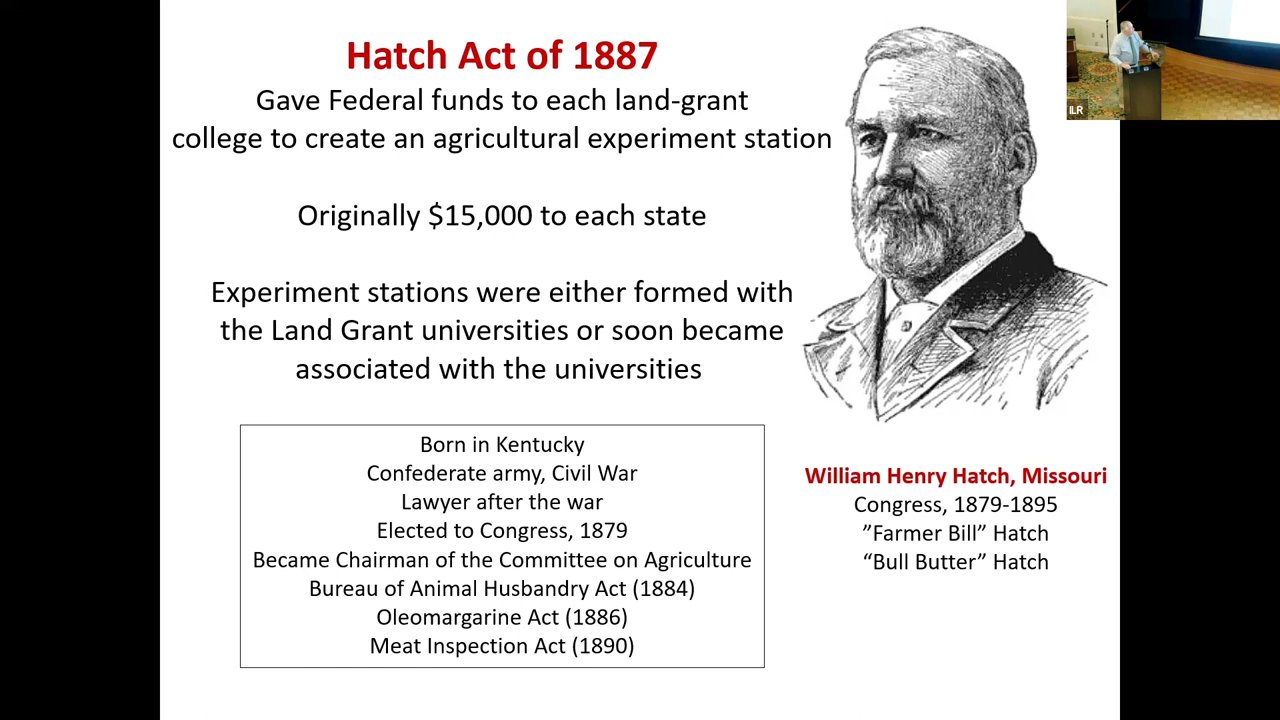 Hatch Act of 1887
Gave Federal funds to each land-grant
college to create an agricultural experiment station
Originally $15,000 to each state
Experiment stations were either formed with
the Land Grant universities or soon became
associated with the universities
Born in Kentucky
Confederate army, Civil War
Lawyer after the war
Elected to Congress, 1879
Became Chairman of the Committee on Agriculture
Bureau of Animal Husbandry Act (1884)
Oleomargarine Act (1886)
Meat Inspection Act (1890)
William Henry Hatch, Missouri
Congress, 1879-1895
”Farmer Bill” Hatch
“Bull Butter” Hatch
ILR